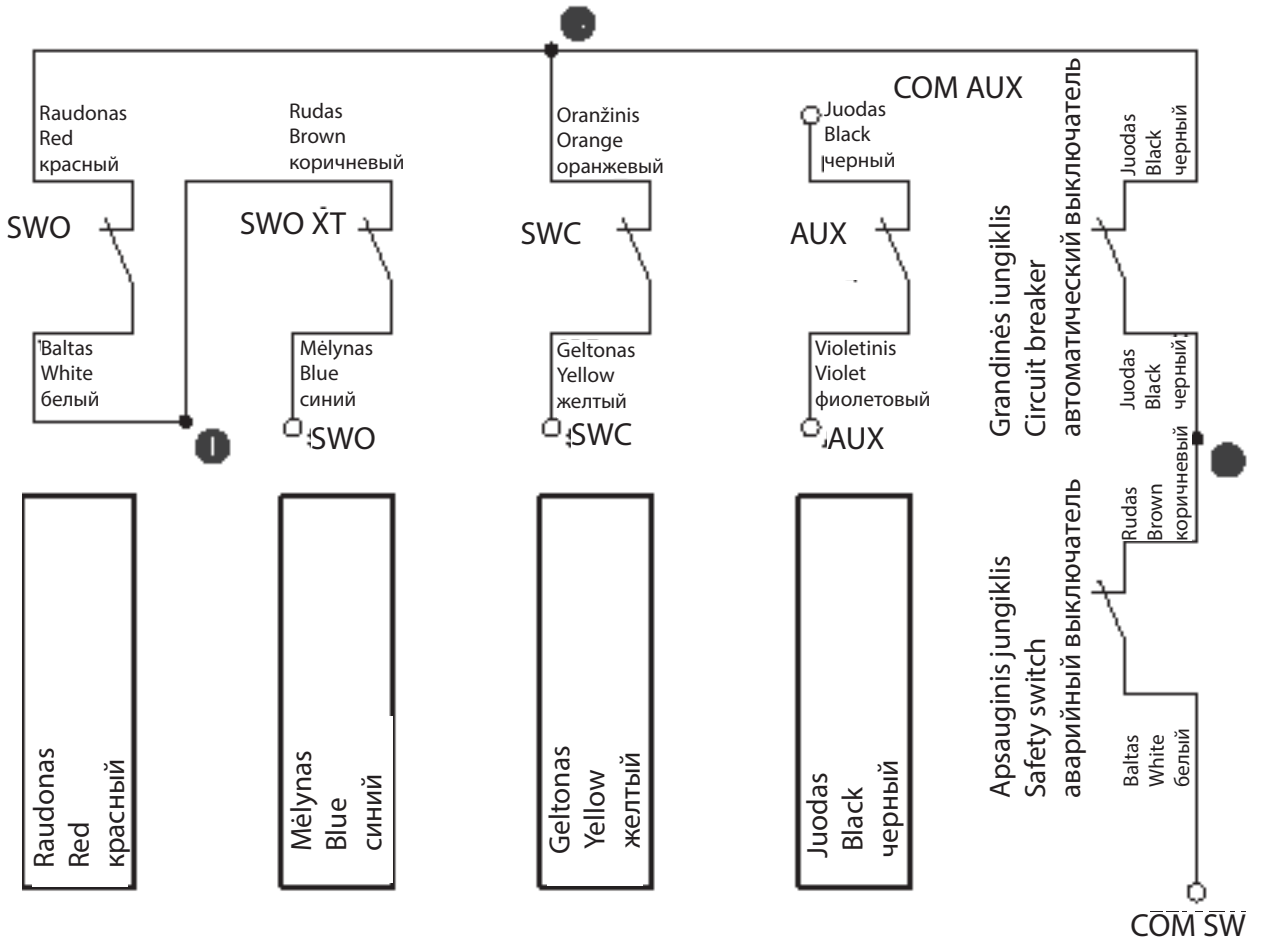 COM AUX
Raudonas
Red
красный
Rudas
Brown
коричневый
Oranžinis
Orange
оранжевый
Juodas
Black
черный
Juodas
Black
черный
SWO
SWO XT
SWC
AUX
Grandinės iungiklis
Circuit breaker
автоматический выключатель
Baltas
White
белый
Mėlynas
Blue
синий
Geltonas
Yellow
желтый
Violetinis
Violet
фиолетовый
Juodas
Black
черный
SWO
SWC
AUX
Rudas
Brown
коричневый
Apsauginis jungiklis
Safety switch
аварийный выключатель
Raudonas
Red
красный
Mėlynas
Blue
синий
Geltonas
Yellow
желтый
Juodas
Black
черный
Baltas
White
белый
COM SW